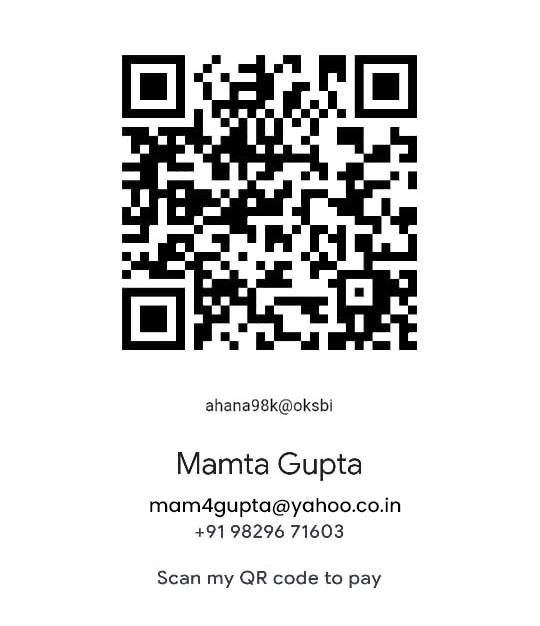 ahana98k@oksbi
Mamta Gupta
mam4gupta@yahoo.co.in
+91 98296 71603
Scan my QR code to pay